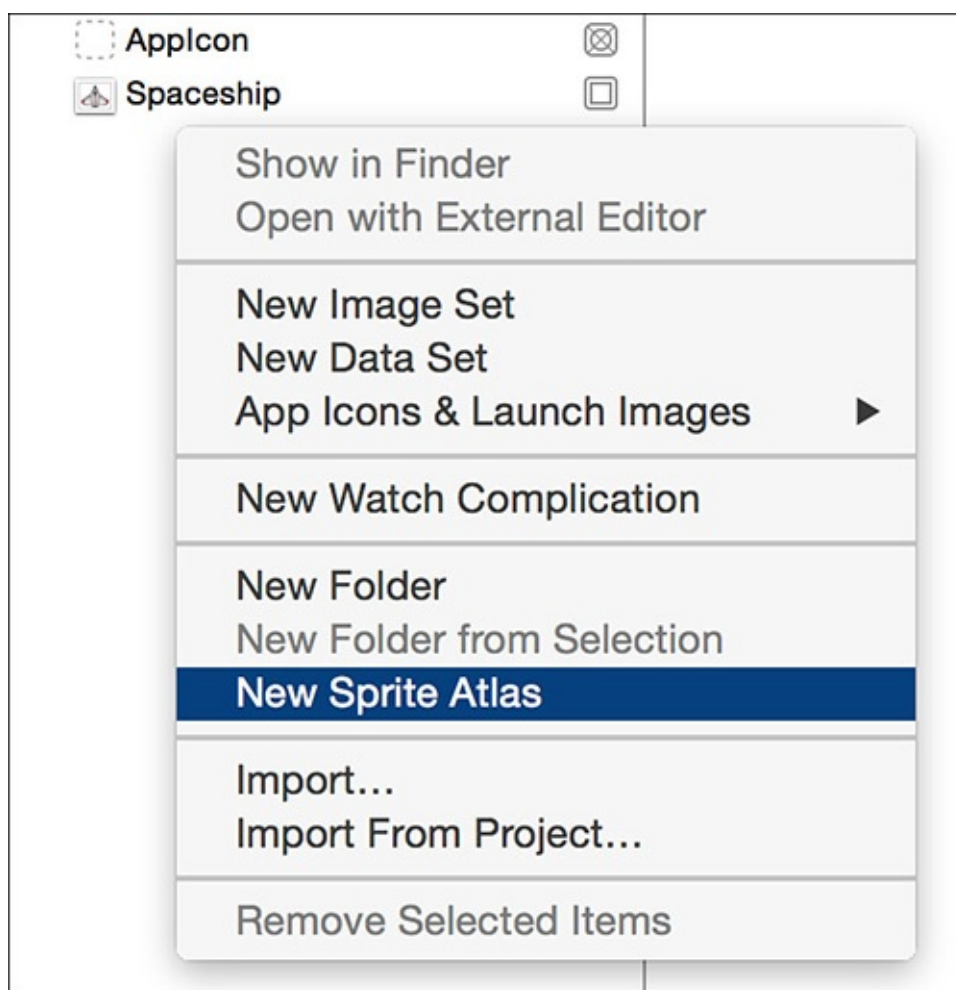 AppIcon
Spaceship
Show in Finder
Open with External Editor
New Image Set
New Data Set
App Icons & Launch Images
New Watch Complication
New Folder
New Folder from Selection
New Sprite Atlas
Import...
Import From Project...
Remove Selected Items